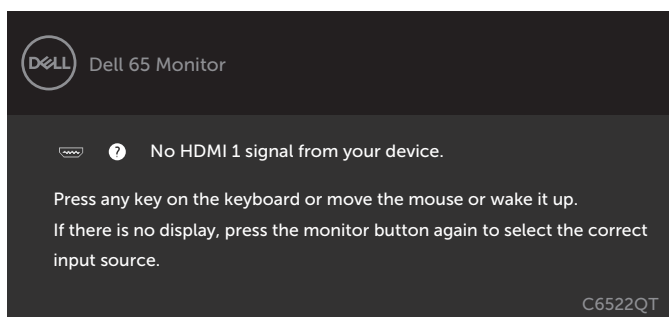 DELL
Dell 65 Monitor
? No HDMI 1 signal from your device.
Press any key on the keyboard or move the mouse or wake it up.
If there is no display, press the monitor button again to select the correct
input source.
C6522QT